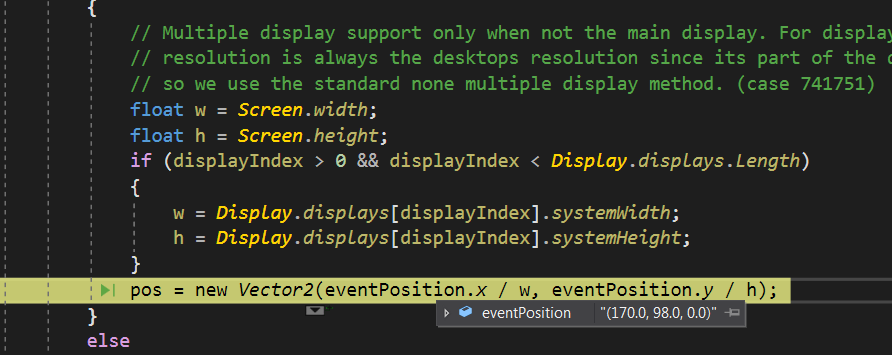 {
// Multiple display support only when not the main display. For
// resolution is always the desktops resolution since its part of the
// so we use the standard none multiple display method. (case 741751)
float w = Screen.width;
float h = Screen.height;
if (displayIndex > 0 && displayIndex < Display.displays.Length)
{
w = Display.displays[displayIndex].systemWidth;
h = Display.displays[displayIndex].systemHeight;
}
pos = new Vector2(eventPosition.x / w, eventPosition.y / h);
}
eventPosition "(170.0, 98.0, 0.0)"
else